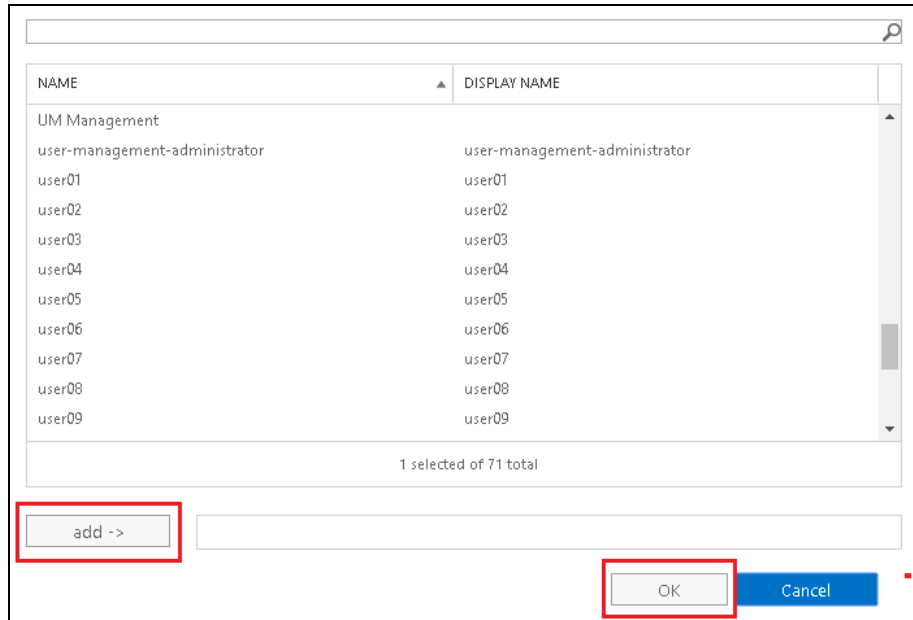 NAME DISPLAY NAME
UM Management
user-management-administrator user-management-administrator
user01 user01
user02 user02
user03 user03
user04 user04
user05 user05
user06 user06
user07 user07
user08 user08
user09 user09
1 selected of 71 total
add ->
OK Cancel